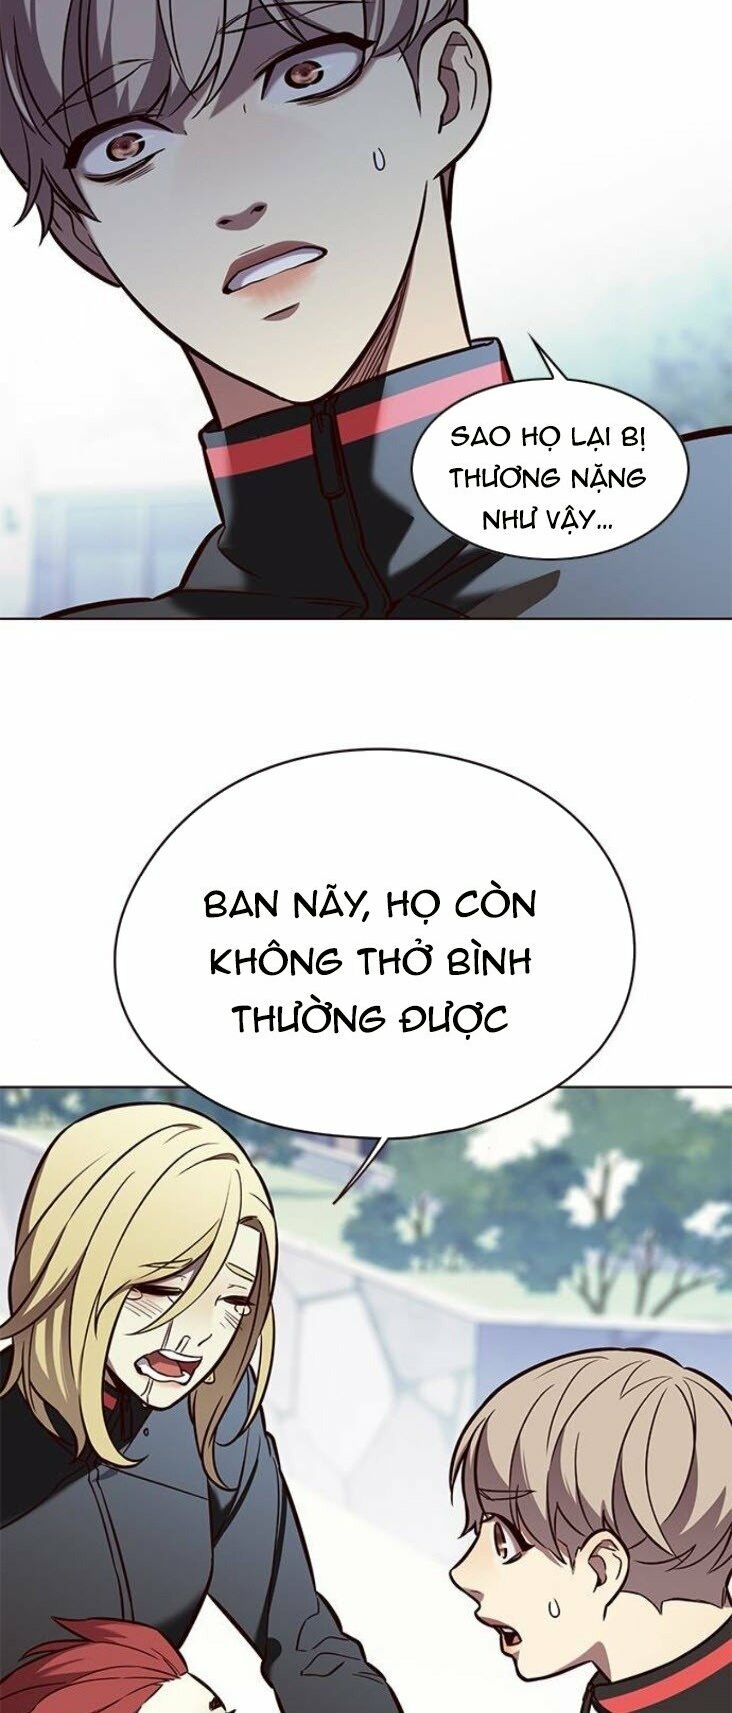 SAO HỌ LẠI BỊ
THƯƠNG NẶNG
NHƯ VẬY...
BAN NÃY, HỌ CÒN
KHÔNG THỞ BÌNH
THƯỜNG ĐƯỢC